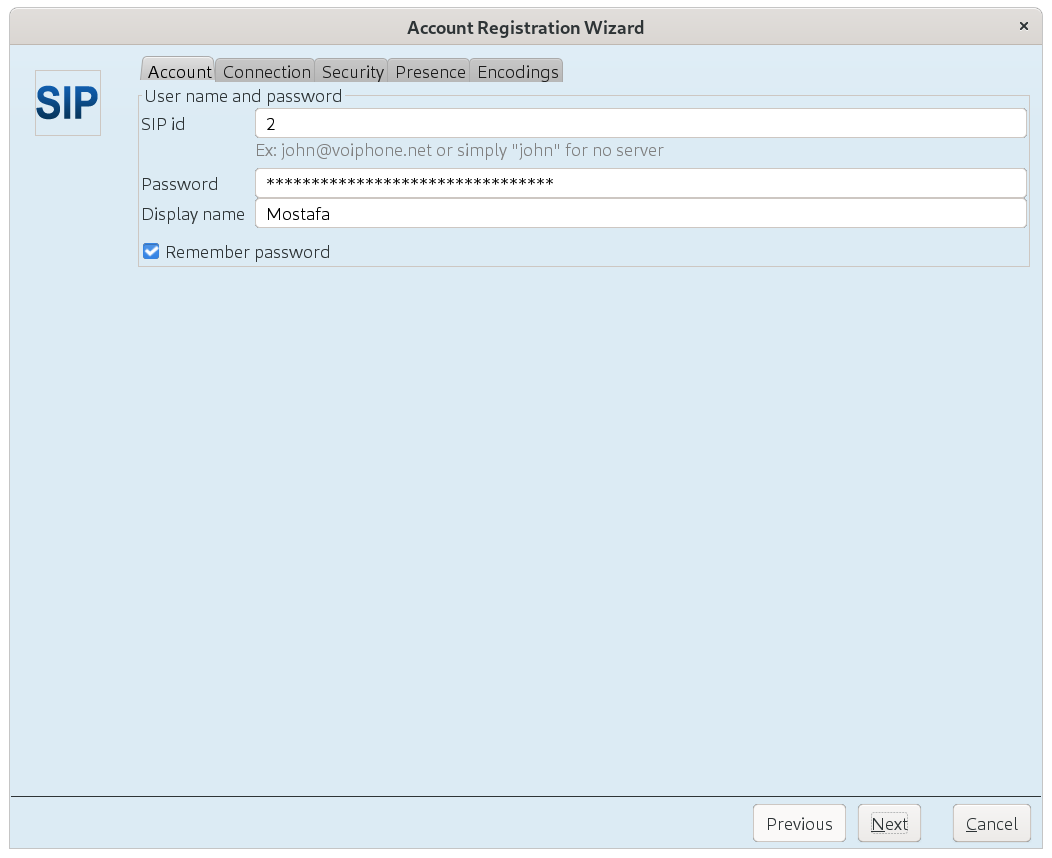 Account Registration Wizard ×
SIP
Account Connection Security Presence Encodings
User name and password
SIP id 2
Ex: john@voiphone.net or simply "john" for no server
Password ********************************
Display name Mostafa
Remember password
Previous Next Cancel